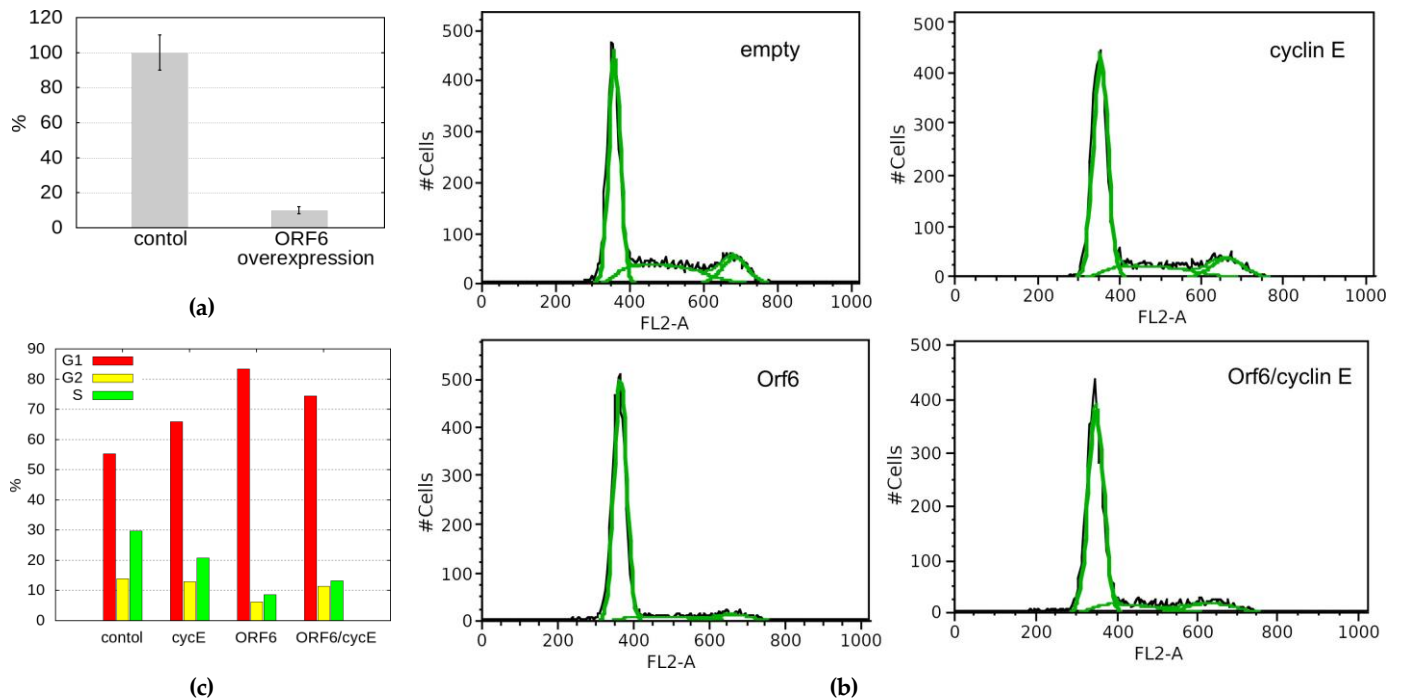 120
100
80
60
40
20
0
%
contol
ORF6
overexpression
(a)
500
400
300
200
100
0
#Cells
empty
0 200 400 600 800 1000
FL2-A
500
400
300
200
100
0
#Cells
cyclin E
0 200 400 600 800 1000
FL2-A
90
80
70
60
50
40
30
20
10
0
%
G1
G2
S
contol cycE ORF6 ORF6/cycE
(c)
500
400
300
200
100
0
#Cells
Orf6
0 200 400 600 800 1000
FL2-A
500
400
300
200
100
0
#Cells
Orf6/cyclin E
0 200 400 600 800 1000
FL2-A
(b)